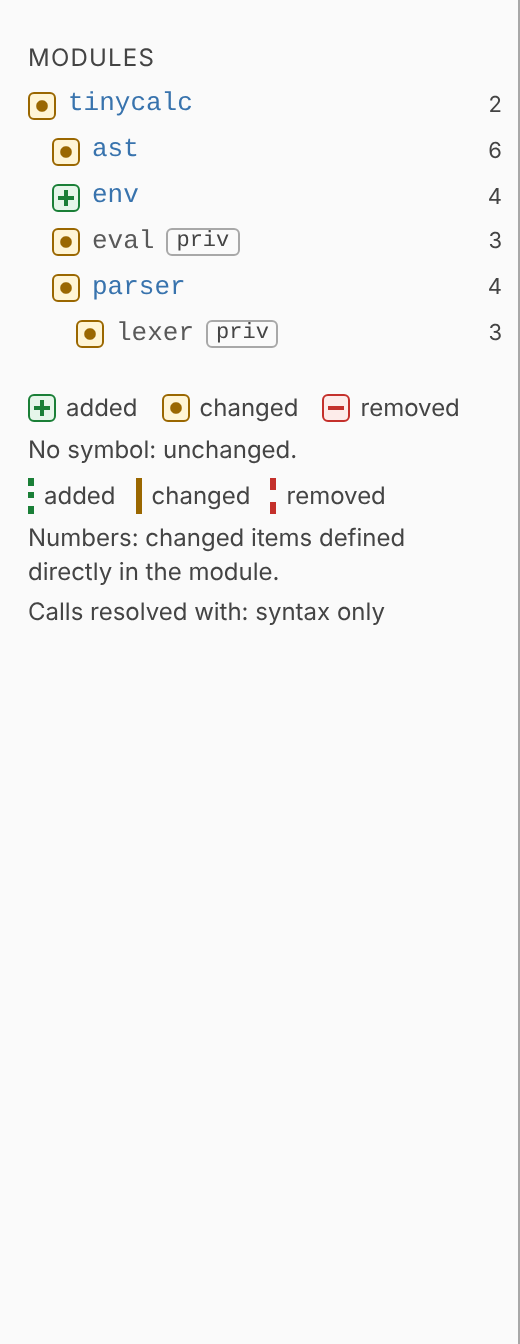 MODULES
tinycalc 2
ast 6
env 4
eval priv 3
parser 4
lexer priv 3
added changed removed
No symbol: unchanged.
added changed removed
Numbers: changed items defined
directly in the module.
Calls resolved with: syntax only